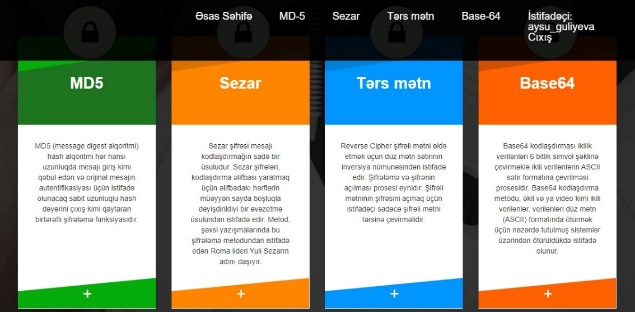 Əsas Səhifə MD-5 Sezar Tərs mətn Base-64 İstifadəçi:
aysu_guliyeva
Çıxış
MD5
MD5 (message digest alqoritmi)
hash alqoritmi hər hansı
uzunluqda mesajı giriş kimi
qəbul edən və orijinal mesajın
autentifikasiyası üçün istifadə
olunacaq sabit uzunluqlu hash
dəyərini çıxış kimi qaytaran
birtərəfli şifrələmə funksiyasıdır.
+
Sezar
Sezar şifrəsi mesajı
kodlaşdırmağın sadə bir
üsuludur. Sezar şifrələri,
kodlaşdırma əlifbası yaratmaq
üçün əlifbadakı hərflərin
müəyyən sayda boşluqla
dəyişdirildiyi bir əvəzetmə
üsulundan istifadə edir. Metod,
şəxsi yazışmalarında bu
şifrələmə metodundan istifadə
edən Roma lideri Yuli Sezarın
adını daşıyır.
+
Tərs mətn
Reverse Cipher şifrəli mətni əldə
etmək üçün düz mətn sətrinin
inversiya nümunəsindən istifadə
edir. Şifrələmə və şifrənin
açılması prosesi eynidir. Şifrəli
mətninin şifrəsini açmaq üçün
istifadəçi sadəcə şifrəli mətni
tərsinə çevirməlidir.
+
Base64
Base64 kodlaşdırması ikilik
verilənləri 6 bitlik simvol şəklinə
çevirməklə ikili verilənlərin ASCII
sətir formatına çevrilməsi
prosesidir. Base64 kodlaşdırma
metodu, əkil və ya video kimi ikili
verilənlər, verilənləri düz mətn
(ASCII) formatında ötürmək
üçün nəzərdə tutulmuş sistemlər
üzərindən ötürüldükdə istifadə
olunur.
+